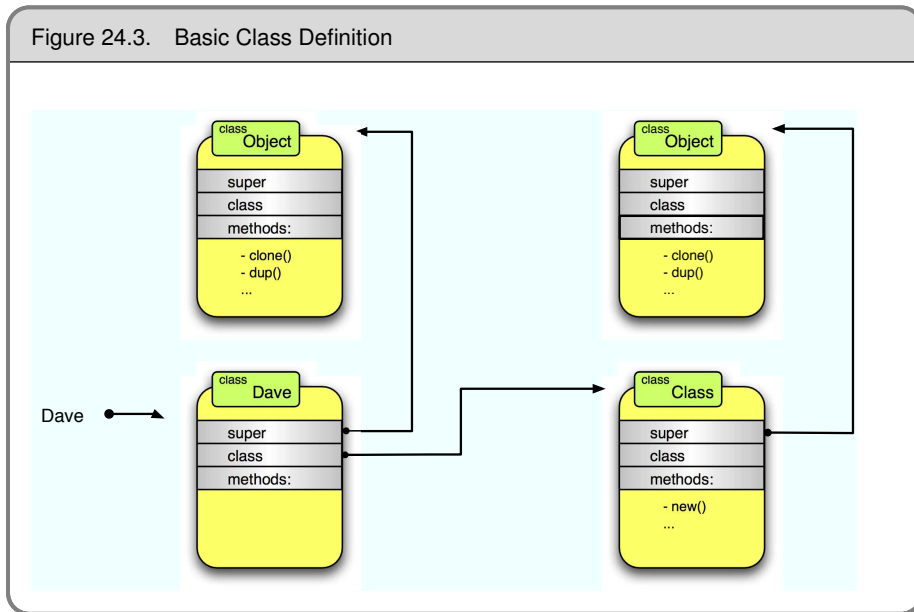 Figure 24.3. Basic Class Definition
class
Object
super
class
methods:
- clone()
- dup()
...
class
Object
super
class
methods:
- clone()
- dup()
...
Dave
class
Dave
super
class
methods:
class
Class
super
class
methods:
- new()
...